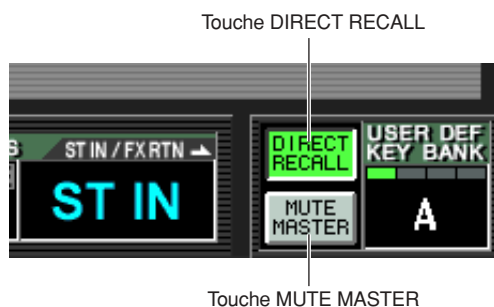 Touche DIRECT RECALL
S
ST IN / FX RTN
ST IN
DIRECT
RECALL
MUTE
MASTER
USER DEF
KEY BANK
A
Touche MUTE MASTER